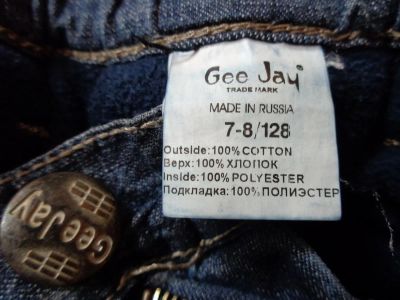 Gee Jay
TRADE MARK
MADE IN RUSSIA
7-8/128
Outside:100% COTTON
Верх:100% ХЛОПОК
Inside:100% POLYESTER
Подкладка:100% ПОЛИЭСТЕР
Gee Jay